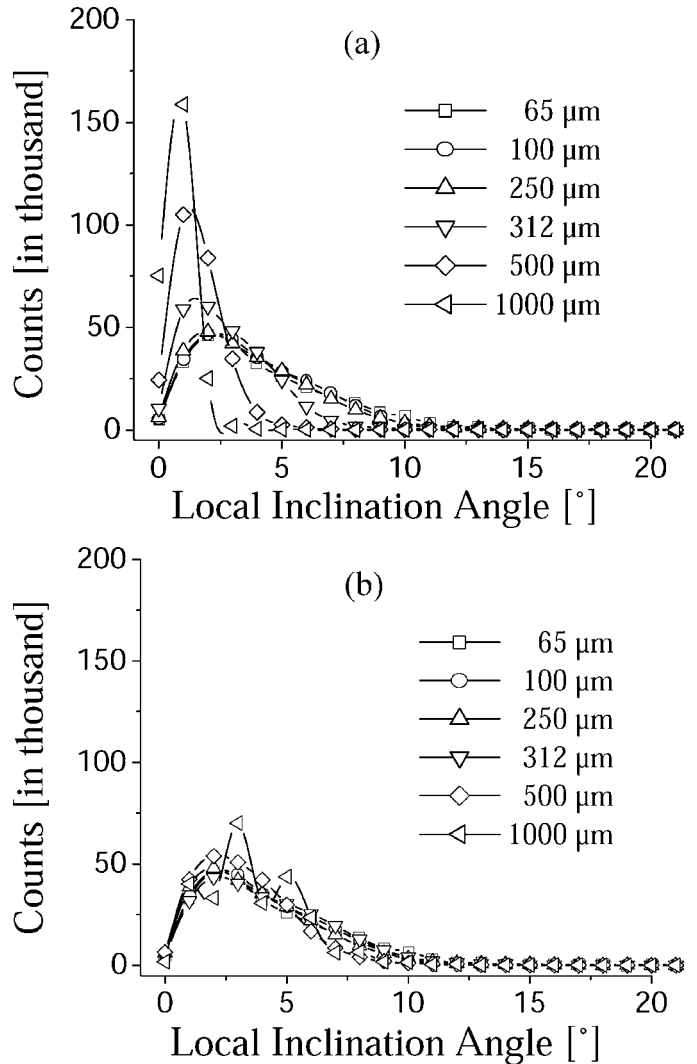 200
(a)
150
100
50
0
Counts [in thousand]
65 µm
100 µm
250 µm
312 µm
500 µm
1000 µm
0 5 10 15 20
Local Inclination Angle [°]
200
(b)
150
100
50
0
Counts [in thousand]
65 µm
100 µm
250 µm
312 µm
500 µm
1000 µm
0 5 10 15 20
Local Inclination Angle [°]